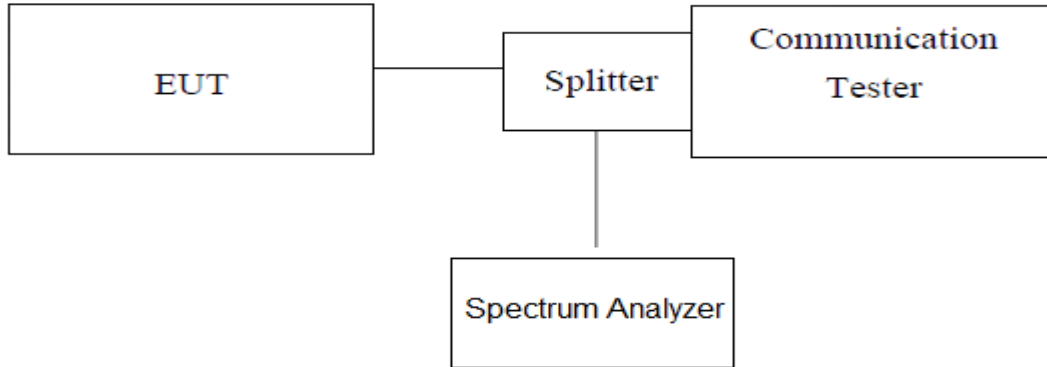 EUT
Splitter
Communication
Tester
Spectrum Analyzer